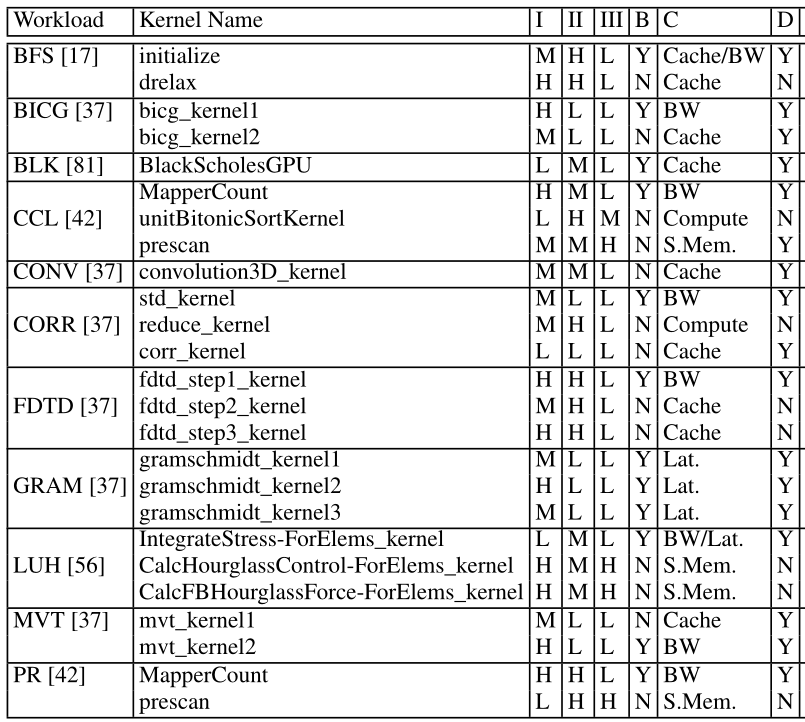 Workload Kernel Name I II III B C D
BFS [17] initialize M H L Y Cache/BW Y
drelax H H L N Cache N
BICG [37] bicg_kernel1 H L L Y BW Y
bicg_kernel2 M L L N Cache Y
BLK [81] BlackScholesGPU L M L Y Cache Y
MapperCount H M L Y BW Y
CCL [42] unitBitonicSortKernel L H M N Compute N
prescan M M H N S.Mem. Y
CONV [37] convolution3D_kernel M M L N Cache Y
std_kernel M L L Y BW Y
CORR [37] reduce_kernel M H L N Compute N
corr_kernel L L L N Cache Y
fdtd_step1_kernel H H L Y BW Y
FDTD [37] fdtd_step2_kernel M H L N Cache N
fdtd_step3_kernel H H L N Cache N
gramschmidt_kernel1 M L L Y Lat. Y
GRAM [37] gramschmidt_kernel2 H L L Y Lat. Y
gramschmidt_kernel3 M L L Y Lat. Y
IntegrateStress-ForElems_kernel L M L Y BW/Lat. Y
LUH [56] CalcHourglassControl-ForElems_kernel H M H N S.Mem. N
CalcFBHourglassForce-ForElems_kernel H M H N S.Mem. N
MVT [37] mvt_kernel1 M L L N Cache Y
mvt_kernel2 H L L Y BW Y
PR [42] MapperCount H H L Y BW Y
prescan L H H N S.Mem. N